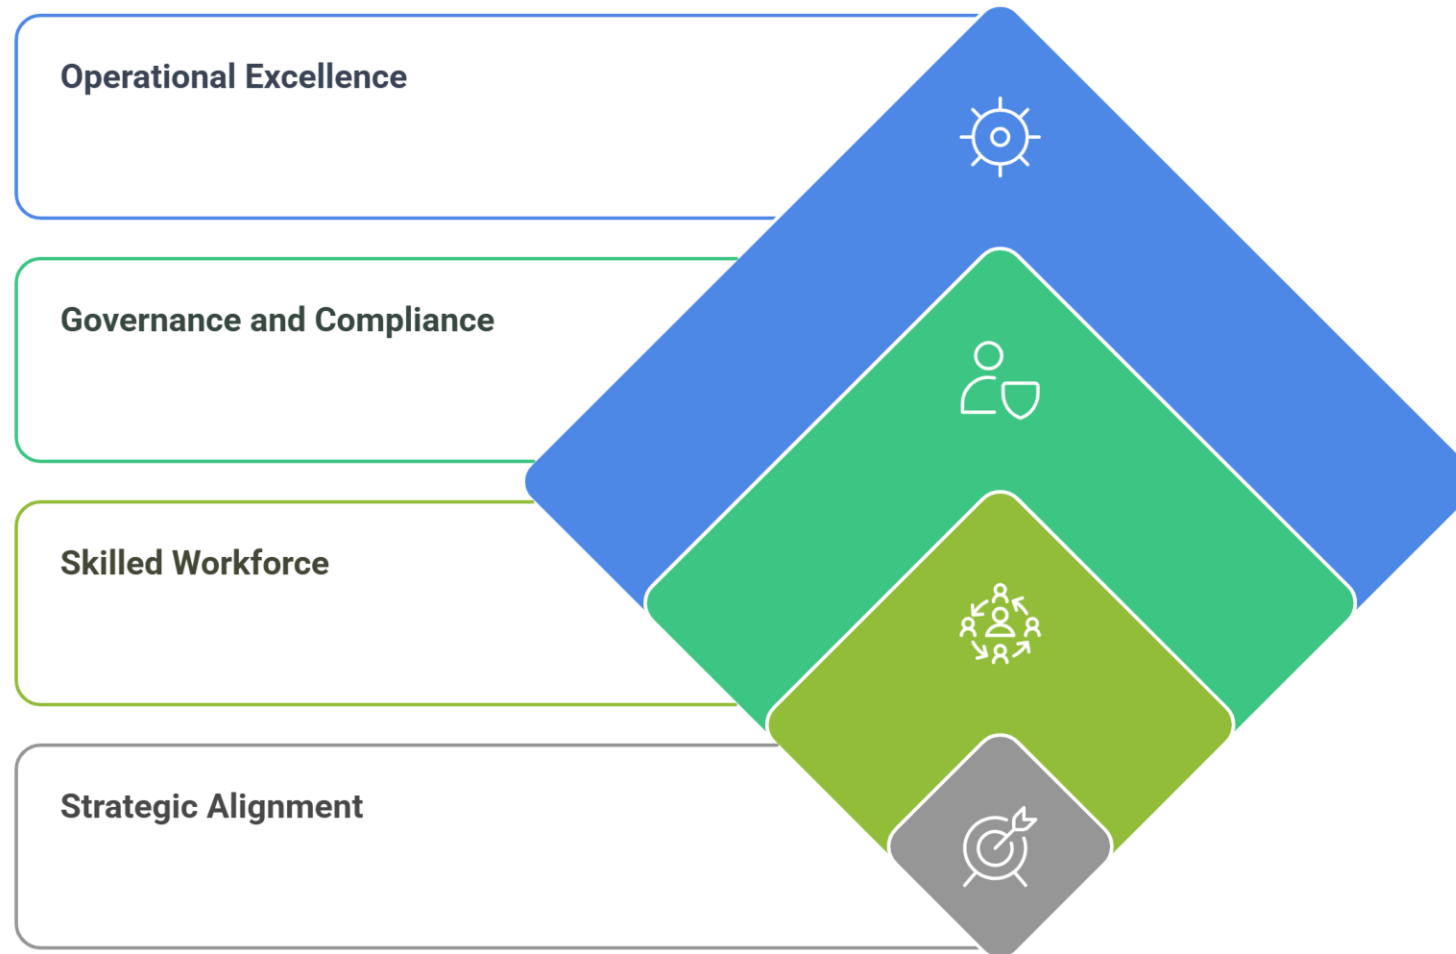 Operational Excellence
Governance and Compliance
Skilled Workforce
Strategic Alignment